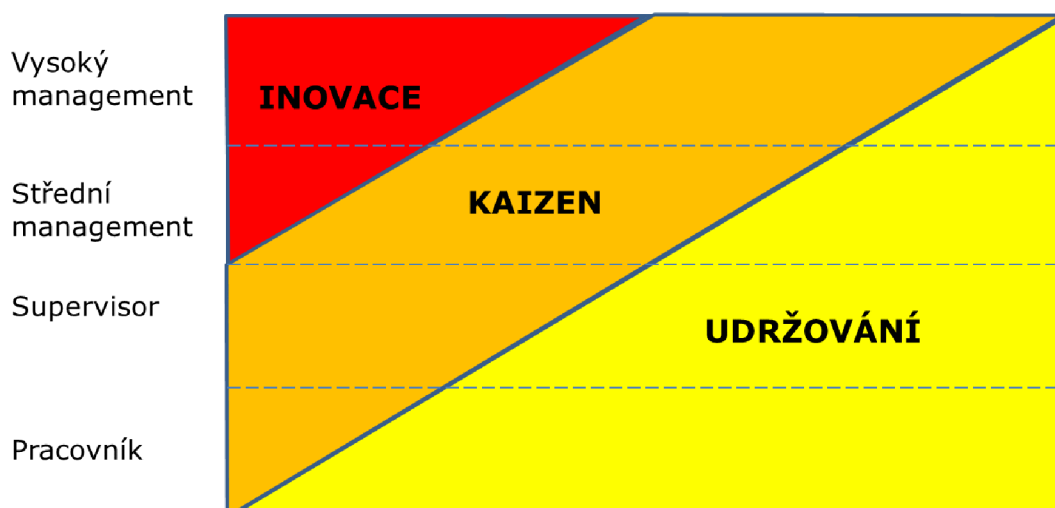 Vysoký
management
INOVACE
Střední
management
KAIZEN
Supervisor
UDRŽOVÁNÍ
Pracovník